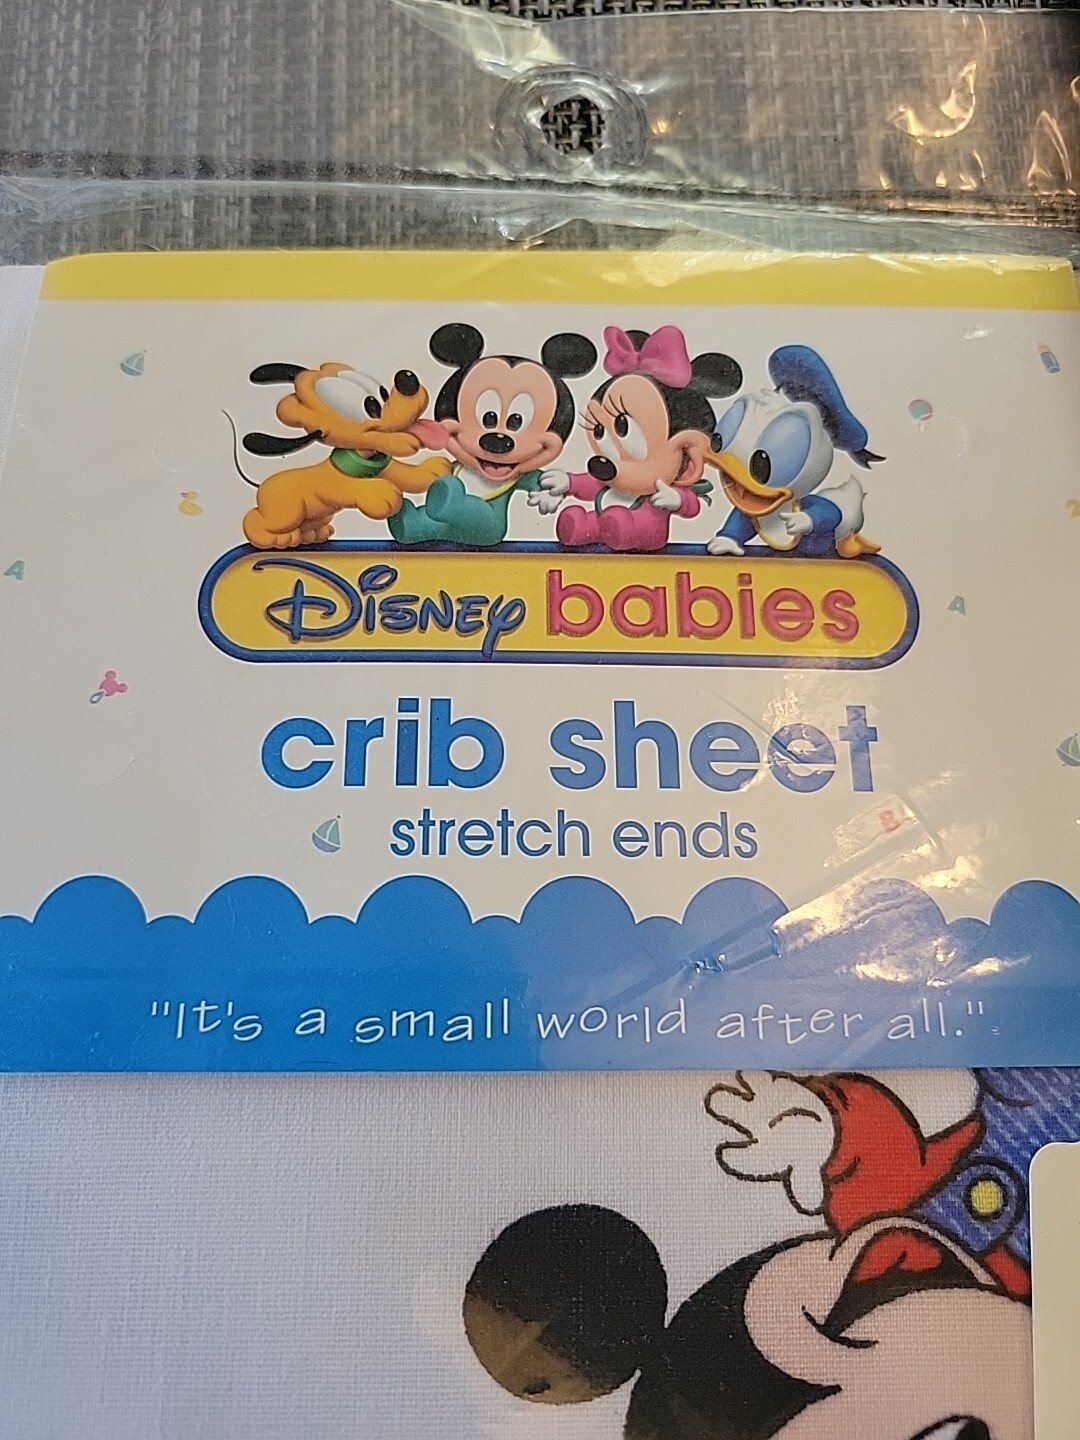 Disney babies
crib sheet
stretch ends
"It's a small world after all."
A
A
B